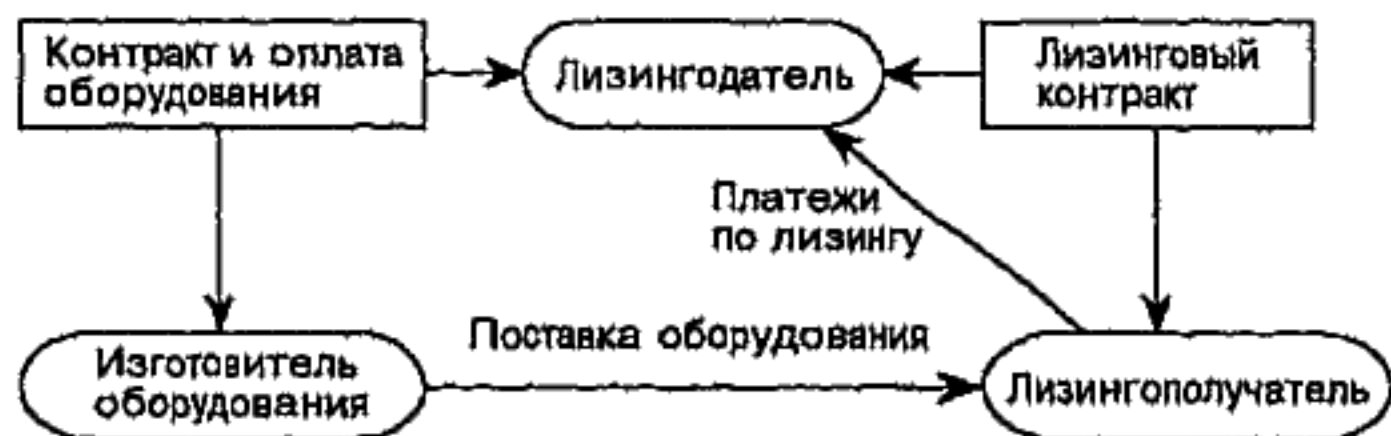 Контракт и оплата
оборудования
Лизингодатель
Лизинговый
контракт
Платежи
по лизингу
Поставка оборудования
Изготовитель
оборудования
Лизингополучатель